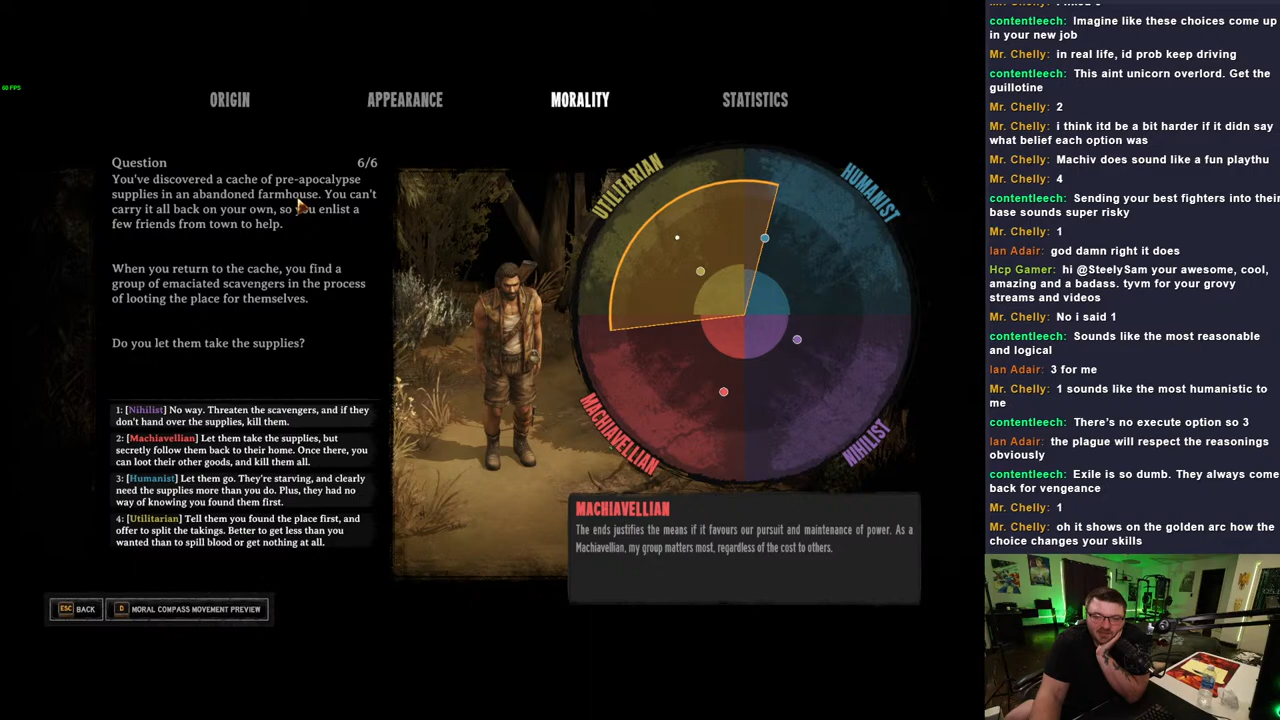 60 FPS
ORIGIN
APPEARANCE
MORALITY
STATISTICS
Question
6/6
You've discovered a cache of pre-apocalypse
supplies in an abandoned farmhouse. You can't
carry it all back on your own, so you enlist a
few friends from town to help.
When you return to the cache, you find a
group of emaciated scavengers in the process
of looting the place for themselves.
Do you let them take the supplies?
1: [Nihilist] No way. Threaten the scavengers, and if they
don't hand over the supplies, kill them.
2: [Machiavellian] Let them take the supplies, but
secretly follow them back to their home. Once there, you
can loot their other goods, and kill them all.
3: [Humanist] Let them go. They're starving, and clearly
need the supplies more than you do. Plus, they had no
way of knowing you found them first.
4: [Utilitarian] Tell them you found the place first, and
offer to split the takings. Better to get less than you
wanted than to spill blood or get nothing at all.
ESC BACK
D MORAL COMPASS MOVEMENT PREVIEW
UTILITARIAN
HUMANIST
MACHIAVELLIAN
NIHILIST
MACHIAVELLIAN
The ends justifies the means if it favours our pursuit and maintenance of power. As a
Machiavellian, my group matters most, regardless of the cost to others.
contentleech: Imagine like these choices come up
in your new job
Mr. Chelly: in real life, id prob keep driving
contentleech: This aint unicorn overlord. Get the
guillotine
Mr. Chelly: 2
Mr. Chelly: i think itd be a bit harder if it didn say
what belief each option was
Mr. Chelly: Machiv does sound like a fun playthu
Mr. Chelly: 4
contentleech: Sending your best fighters into their
base sounds super risky
Mr. Chelly: 1
Ian Adair: god damn right it does
Hcp Gamer: hi @SteelySam your awesome, cool,
amazing and a badass. tyvm for your grovy
streams and videos
Mr. Chelly: No i said 1
contentleech: Sounds like the most reasonable
and logical
Ian Adair: 3 for me
Mr. Chelly: 1 sounds like the most humanistic to
me
contentleech: There's no execute option so 3
Ian Adair: the plague will respect the reasonings
obviously
contentleech: Exile is so dumb. They always come
back for vengeance
Mr. Chelly: 1
Mr. Chelly: oh it shows on the golden arc how the
choice changes your skills